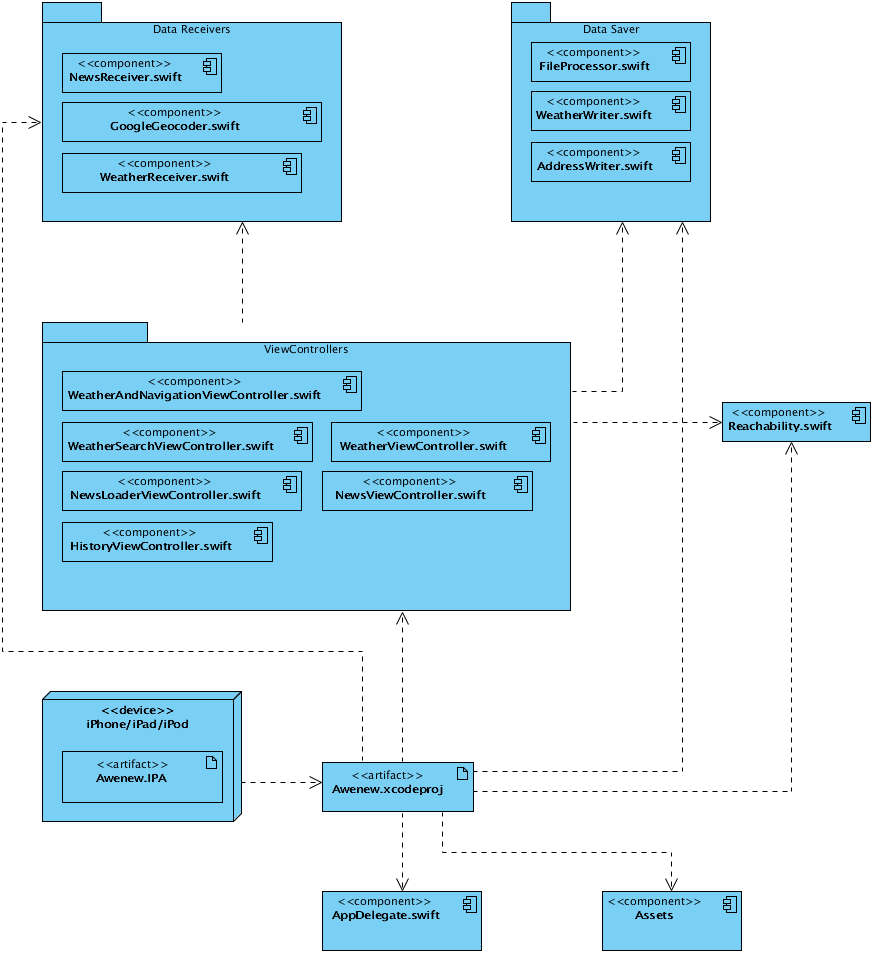 Data Receivers
<<component>>
NewsReceiver.swift
<<component>>
GoogleGeocoder.swift
<<component>>
WeatherReceiver.swift
Data Saver
<<component>>
FileProcessor.swift
<<component>>
WeatherWriter.swift
<<component>>
AddressWriter.swift
ViewControllers
<<component>>
WeatherAndNavigationViewController.swift
<<component>>
WeatherSearchViewController.swift
<<component>>
WeatherViewController.swift
<<component>>
NewsLoaderViewController.swift
<<component>>
NewsViewController.swift
<<component>>
HistoryViewController.swift
<<component>>
Reachability.swift
<<device>>
iPhone/iPad/iPod
<<artifact>>
Awenew.IPA
<<artifact>>
Awenew.xcodeproj
<<component>>
AppDelegate.swift
<<component>>
Assets